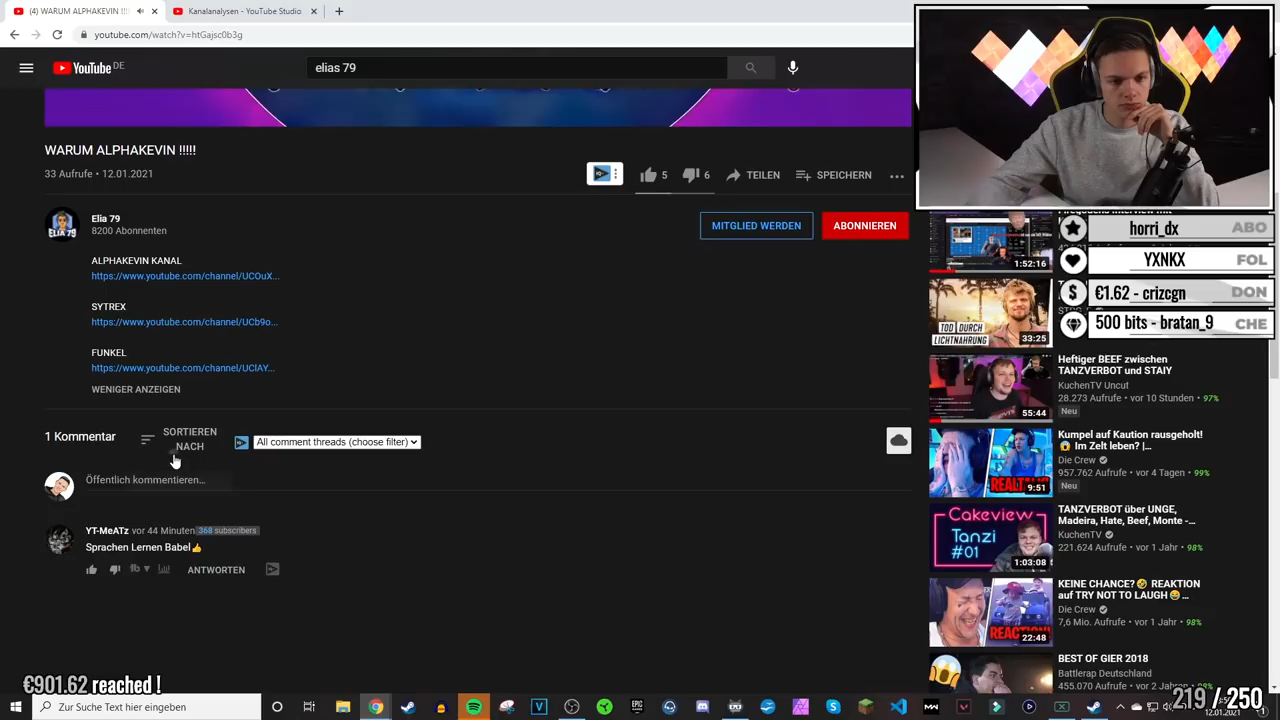 (4) WARUM ALPHAKEVIN !!!!
Kanalanalysen - YouTube Studio
youtube.com/watch?v=htGajsc0b3g
YouTube DE
elias 79
WARUM ALPHAKEVIN !!!!!
33 Aufrufe • 12.01.2021
5
6
TEILEN
SPEICHERN
Elia 79
8200 Abonnenten
MITGLIED WERDEN
ABONNIEREN
ALPHAKEVIN KANAL
SYTREX
https://www.youtube.com/channel/UCb9o...
FUNKEL
https://www.youtube.com/channel/UCIAY...
WENIGER ANZEIGEN
1 Kommentar
SORTIEREN NACH
All comment threads (choose filter)
Öffentlich kommentieren...
YT-MeATz vor 44 Minuten 368 subscribers
Sprachen Lernen Babel👍
ANTWORTEN
horri_dx ABO
YXNKX FOL
€1.62 - crizcgn DON
500 bits - bratan_9 CHE
1:52:16
TOD DURCH
LICHTNAHRUNG
33:25
Heftiger BEEF zwischen
TANZVERBOT und STAIY
KuchenTV Uncut
28.273 Aufrufe • vor 10 Stunden • 97%
Neu
55:44
Kumpel auf Kaution rausgeholt!
😱 Im Zelt leben? |...
Die Crew
957.762 Aufrufe • vor 4 Tagen • 99%
Neu
REALTALK
9:51
TANZVERBOT über UNGE,
Madeira, Hate, Beef, Monte -...
KuchenTV
221.624 Aufrufe • vor 1 Jahr • 98%
Cakeview
Tanzi
#01
1:03:08
KEINE CHANCE?🤣 REAKTION
auf TRY NOT TO LAUGH😂...
Die Crew
7,6 Mio. Aufrufe • vor 1 Jahr • 98%
REACTION!
22:48
BEST OF GIER 2018
Battlerap Deutschland
455.070 Aufrufe • vor 2 Jahren
€901.62 reached !
219 / 250
Zur Suche Text hier eingeben
12.01.2021